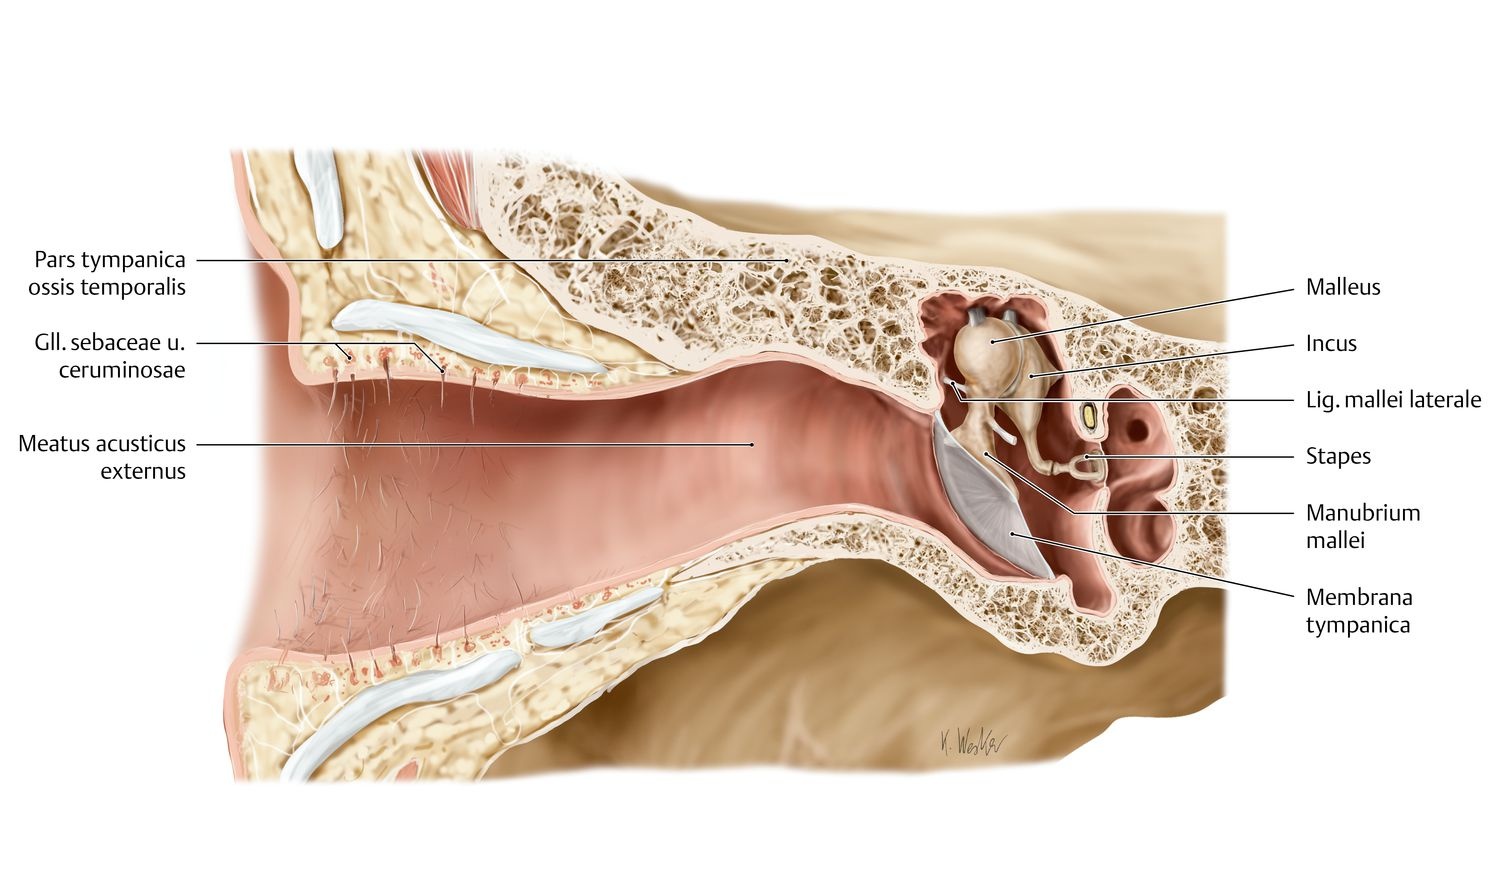 Pars tympanica
ossis temporalis
Gll. sebaceae u.
ceruminosae
Meatus acusticus
externus
Malleus
Incus
Lig. mallei laterale
Stapes
Manubrium
mallei
Membrana
tympanica
K. Wesker